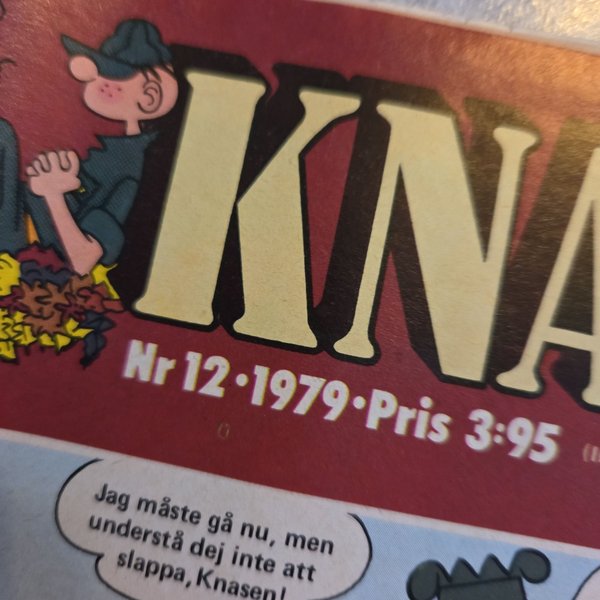 KNA
Nr 12 · 1979 · Pris 3:95
Jag måste gå nu, men
understå dej inte att
slappa, Knasen!